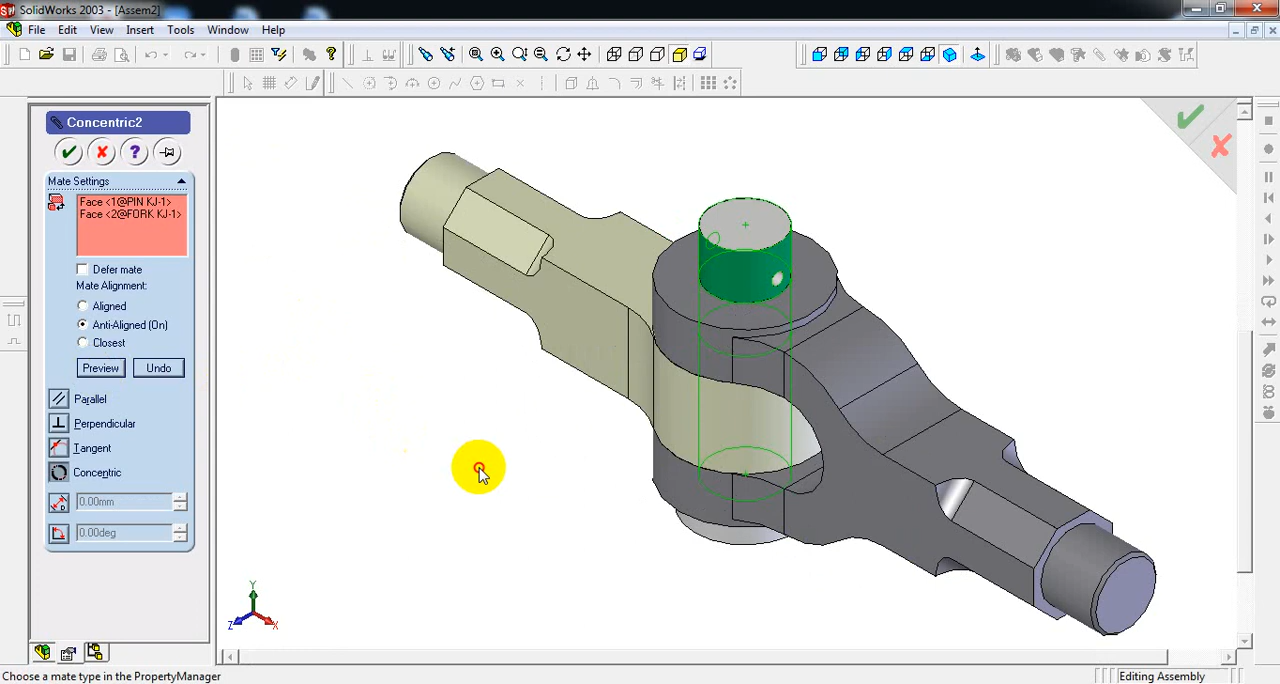 SolidWorks 2003 - [Assem2]
File Edit View Insert Tools Window Help
Concentric2
Mate Settings
Face <1@PIN KJ-1>
Face <2@FORK KJ-1>
Defer mate
Mate Alignment:
Aligned
Anti-Aligned (On)
Closest
Preview Undo
Parallel
Perpendicular
Tangent
Concentric
0.00mm
0.00deg
Y
Z X
Choose a mate type in the PropertyManager
Editing Assembly